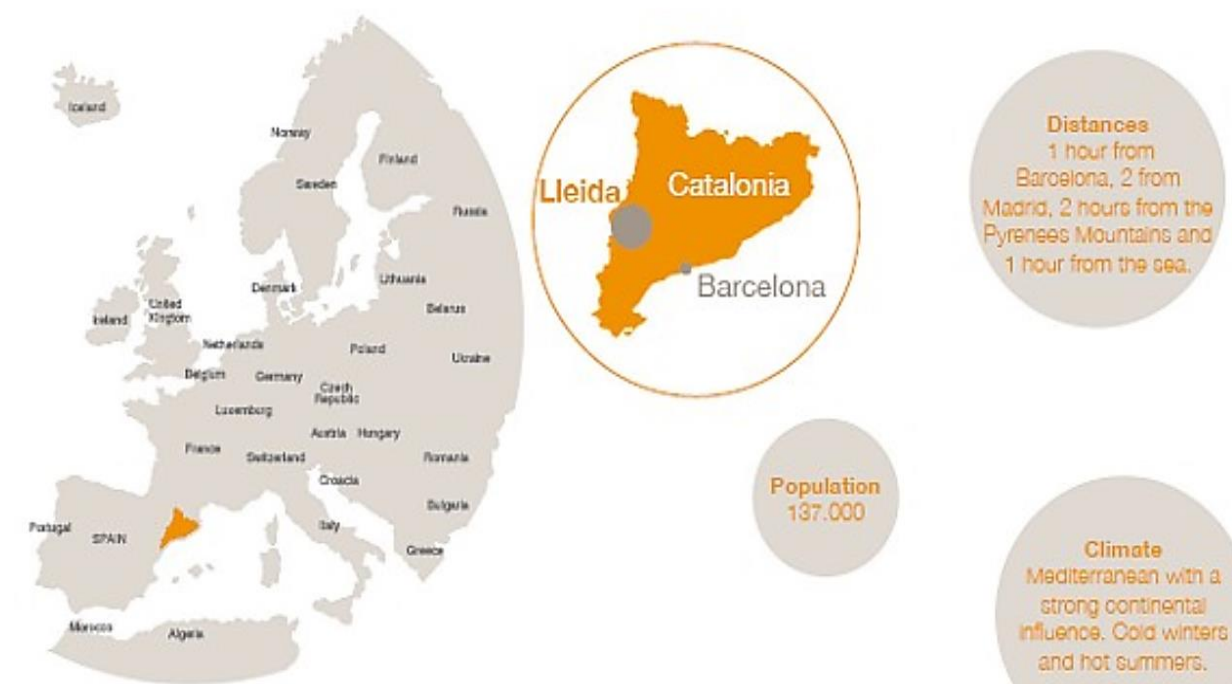 Iceland
Norway
Finland
Sweden
Russia
Lithuania
Denmark
Belarus
United
Kingtom
Ireland
Netherlands
Poland
Ukraine
Belgium
Germany
Czech
Republic
Luxemburg
Austria
Hungary
France
Switzerland
Romania
Croacia
Bulgaria
Portugal
SPAIN
Italy
Greece
Morocco
Algeria
Lleida
Catalonia
Barcelona
Distances
1 hour from
Barcelona, 2 from
Madrid, 2 hours from the
Pyrenees Mountains and
1 hour from the sea.
Population
137.000
Climate
Mediterranean with a
strong continental
influence. Cold winters
and hot summers.